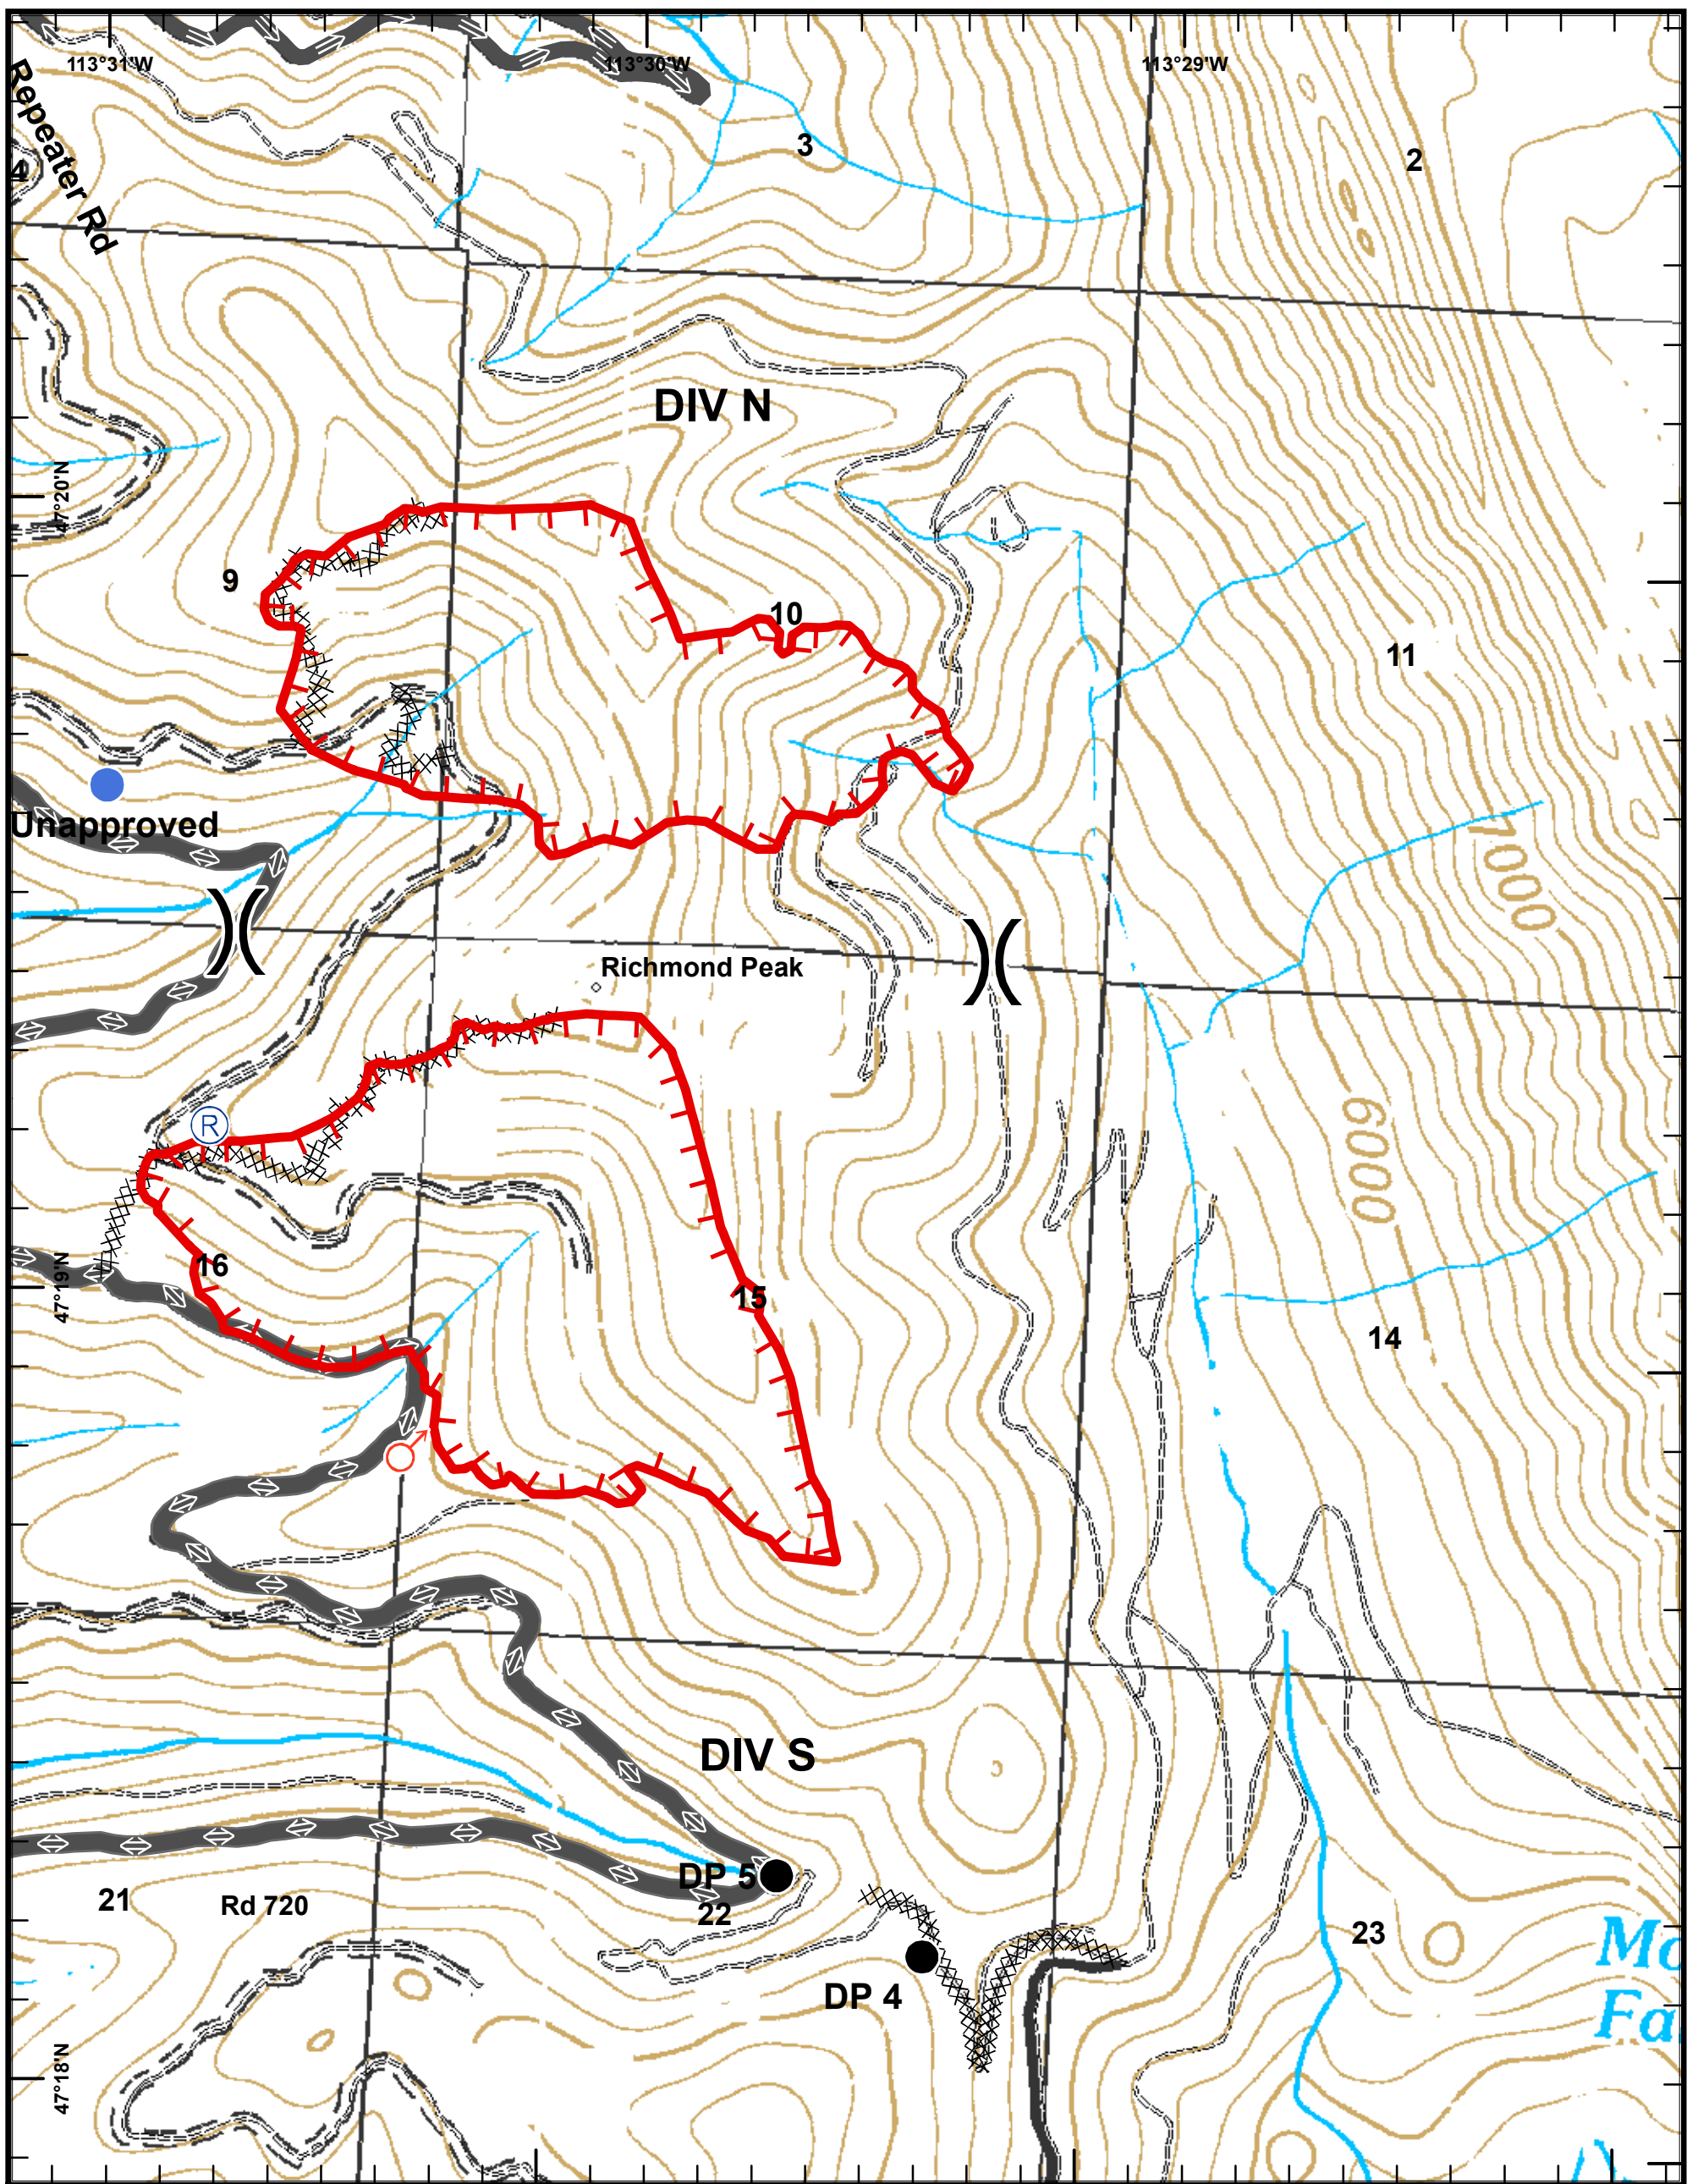 113°31'W
113°30'W
113°29'W
Repeater Rd
3
2
4
DIV N
47°20'N
9
10
11
Unapproved
7000
)(
)(
Richmond Peak
R
6000
16
47°19'N
15
14
DIV S
DP 5
21
Rd 720
22
23
Mo
DP 4
Fa
47°18'N